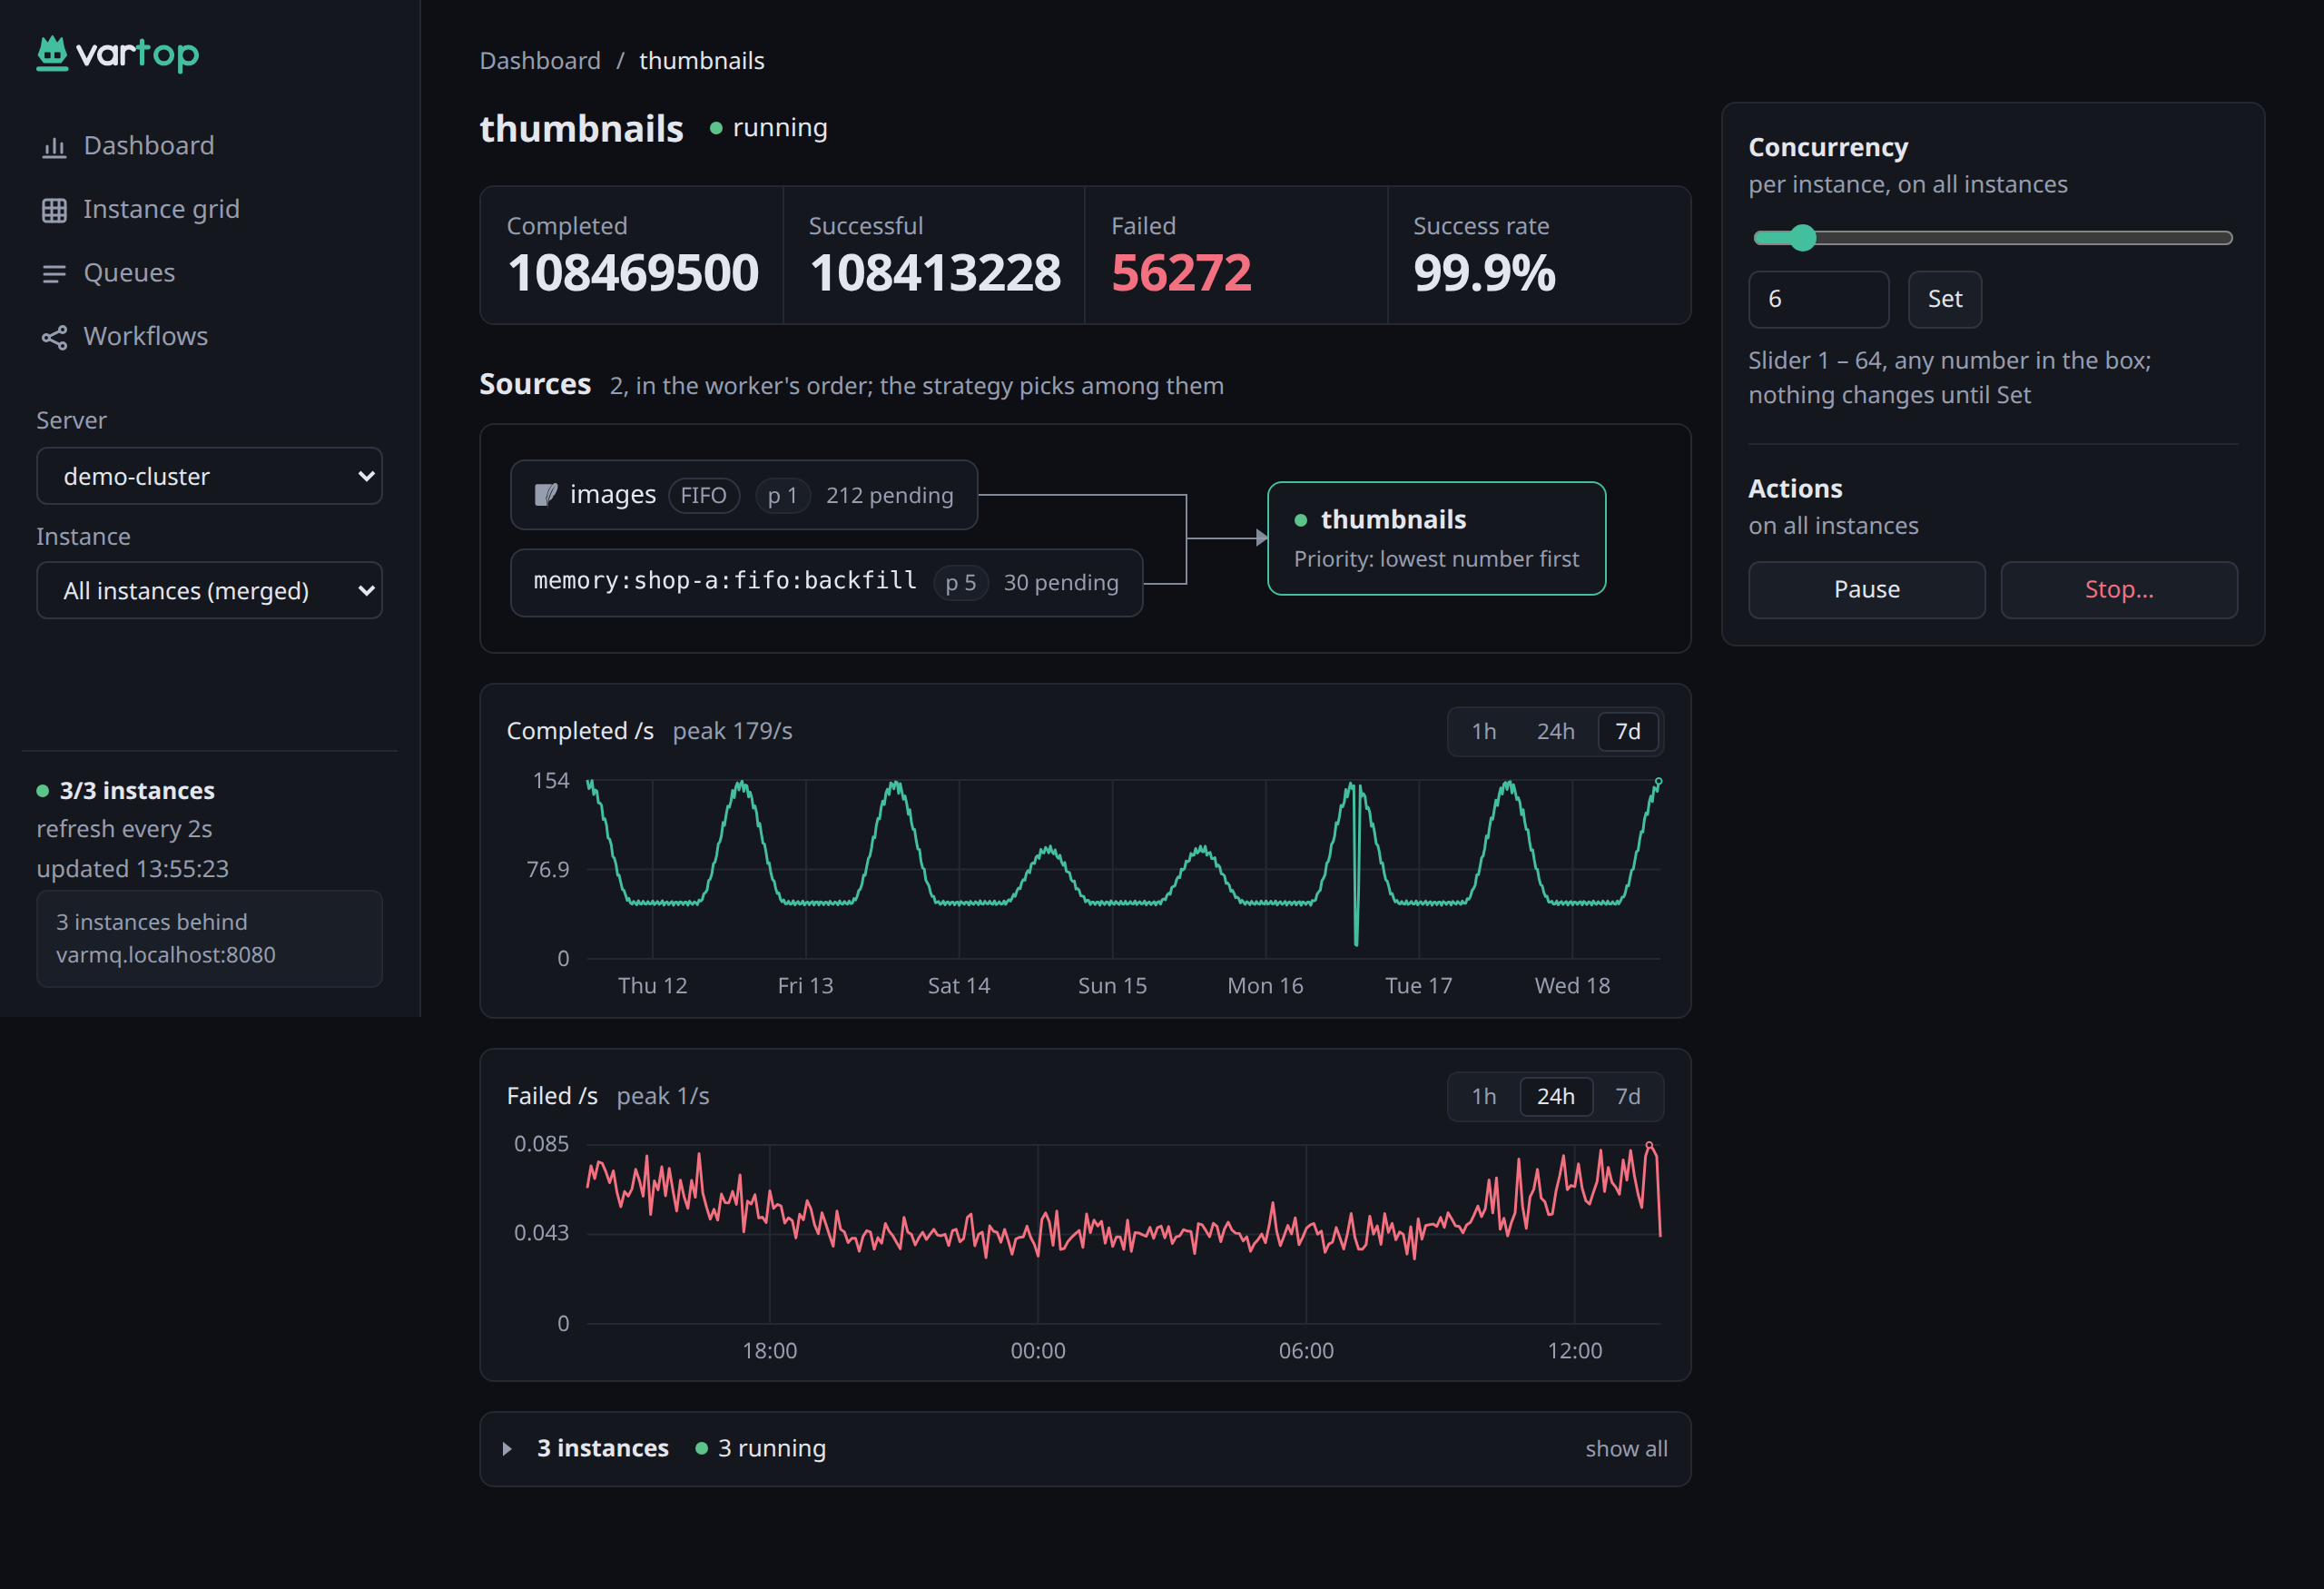 vartop
Dashboard
Instance grid
Queues
Workflows
Server
demo-cluster
Instance
All instances (merged)
3/3 instances
refresh every 2s
updated 13:55:23
3 instances behind
varmq.localhost:8080
Dashboard / thumbnails
thumbnails running
Completed Successful Failed Success rate
108469500 108413228 56272 99.9%
Sources 2, in the worker's order; the strategy picks among them
images FIFO p 1 212 pending
memory:shop-a:fifo:backfill p 5 30 pending
thumbnails
Priority: lowest number first
Completed /s peak 179/s 1h 24h 7d
154
76.9
0
Thu 12 Fri 13 Sat 14 Sun 15 Mon 16 Tue 17 Wed 18
Failed /s peak 1/s 1h 24h 7d
0.085
0.043
0
18:00 00:00 06:00 12:00
3 instances 3 running show all
Concurrency
per instance, on all instances
6 Set
Slider 1 – 64, any number in the box;
nothing changes until Set
Actions
on all instances
Pause Stop...